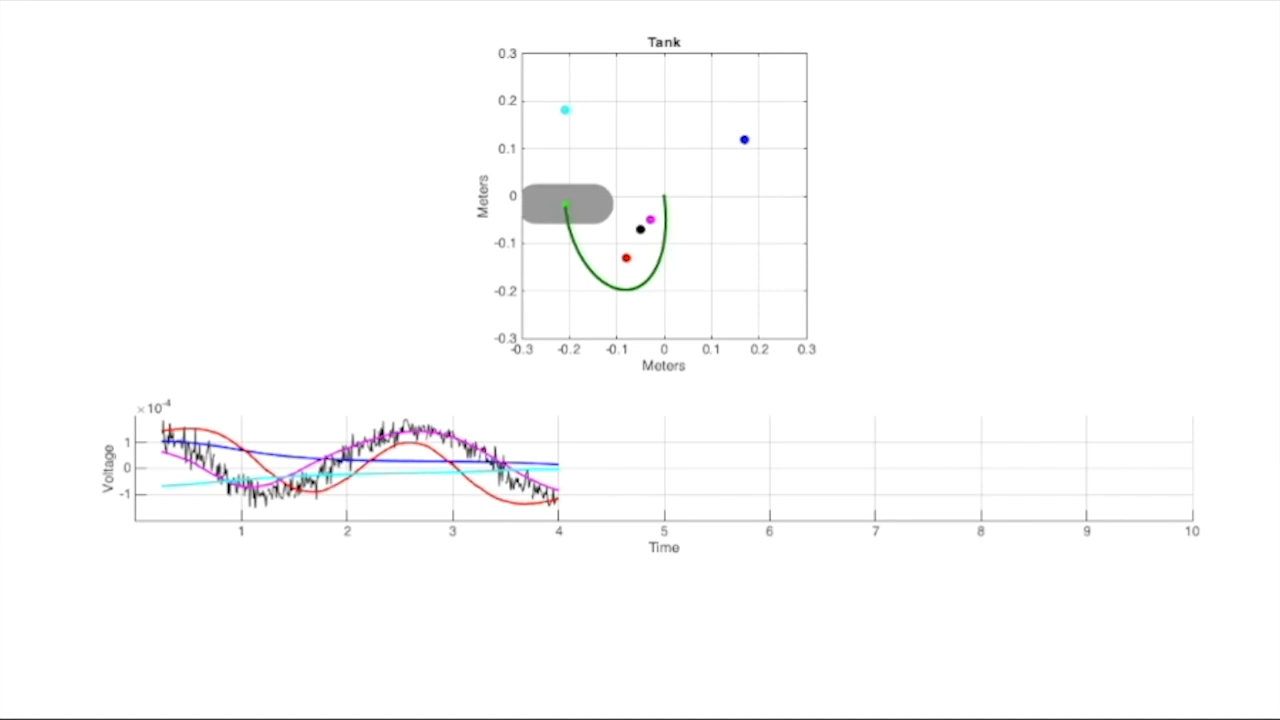 Tank
0.3
0.2
0.1
0
-0.1
-0.2
-0.3
Meters
-0.3 -0.2 -0.1 0 0.1 0.2 0.3
Meters
×10⁻⁴
1
0
-1
Voltage
1 2 3 4 5 6 7 8 9 10
Time